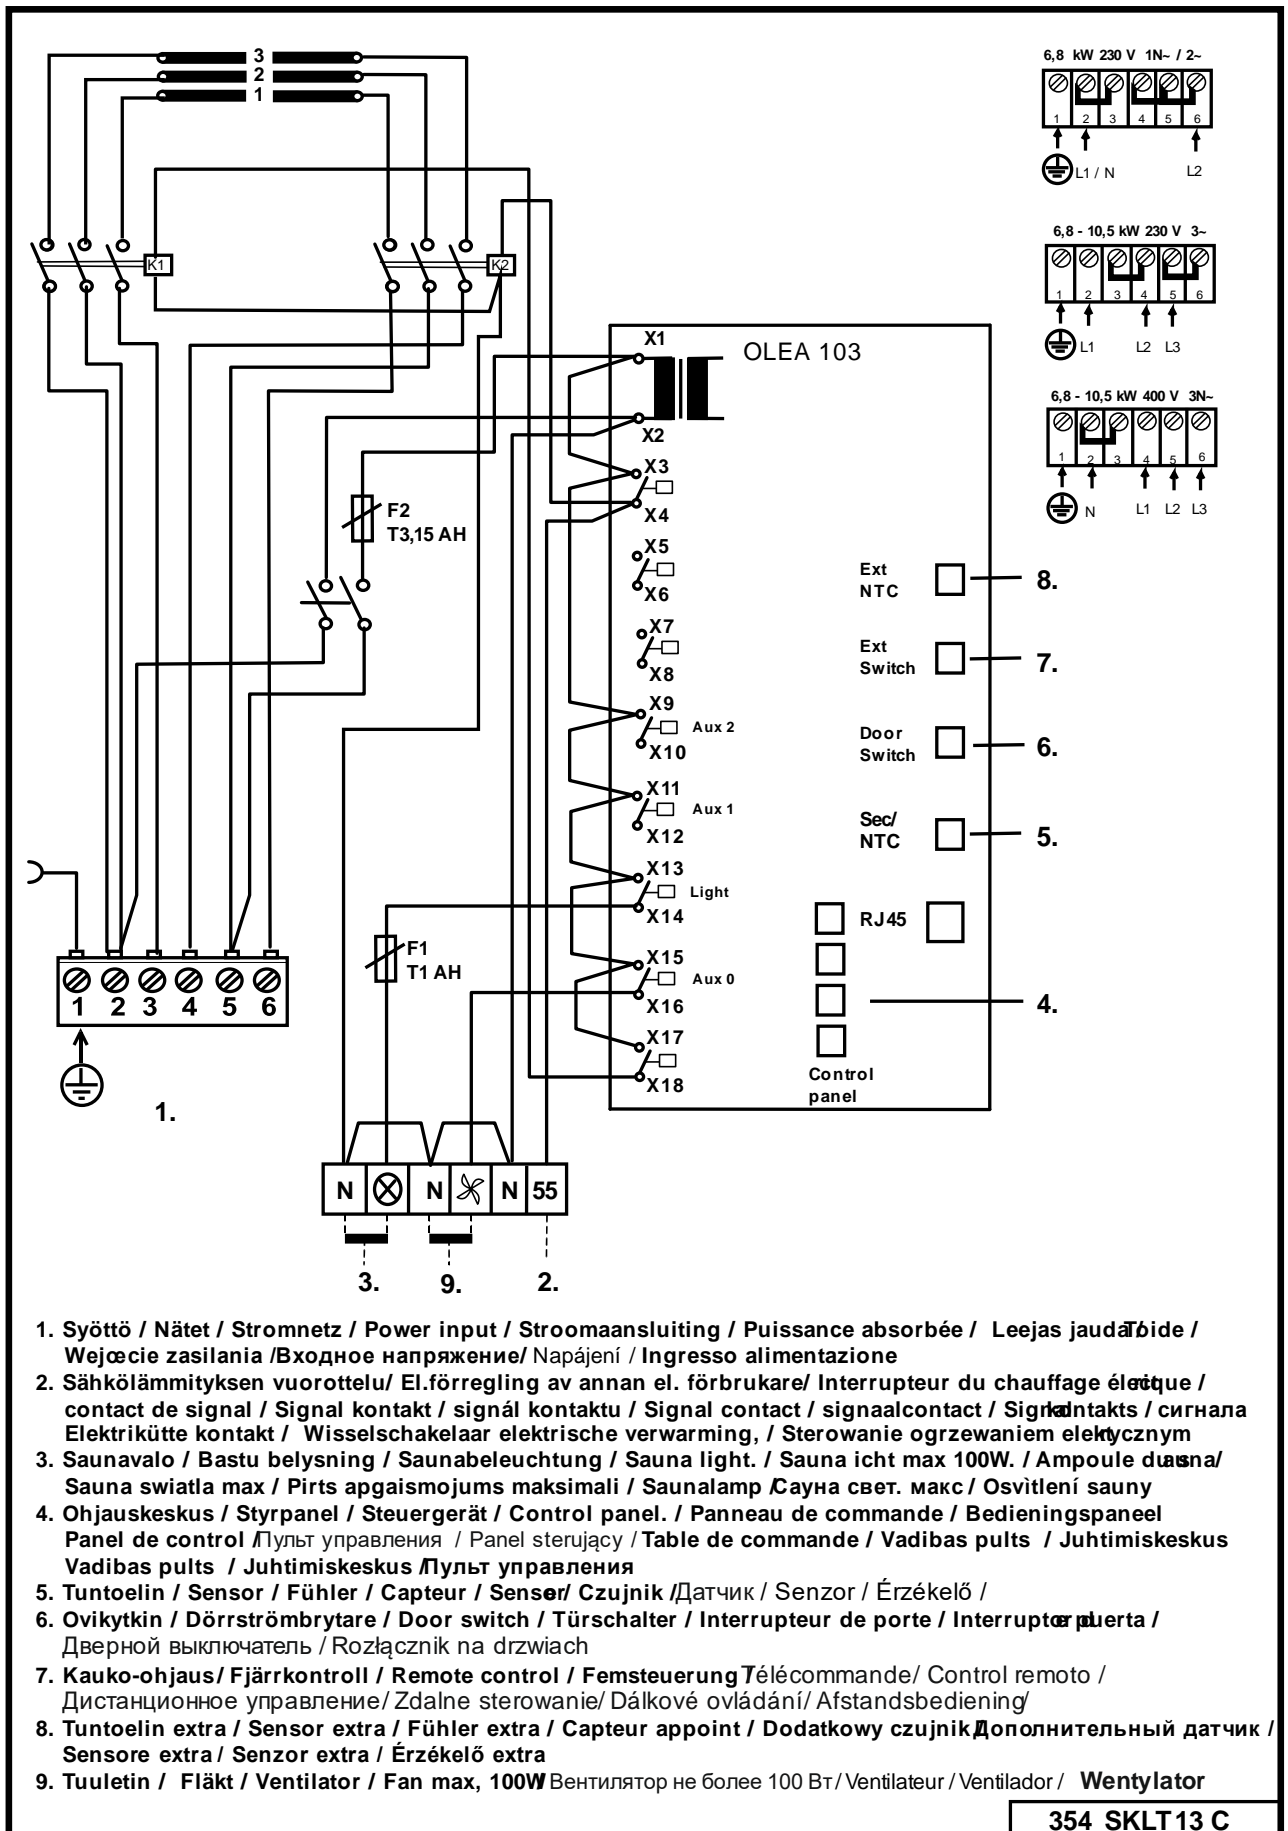 3
2
1
6,8 kW 230 V 1N~ / 2~
1 2 3 4 5 6
L1 / N L2
K1 K2
6,8 - 10,5 kW 230 V 3~
1 2 3 4 5 6
L1 L2 L3
X1
OLEA 103
X2
6,8 - 10,5 kW 400 V 3N~
1 2 3 4 5 6
N L1 L2 L3
X3
X4
F2
T3,15 AH
X5
X6
Ext
NTC
8.
X7
X8
Ext
Switch
7.
X9
Aux 2
X10
Door
Switch
6.
X11
Aux 1
X12
Sec/
NTC
5.
X13
Light
X14
RJ45
F1
T1 AH
X15
Aux 0
X16
4.
1 2 3 4 5 6
X17
X18
Control
panel
1.
N N N 55
3. 9. 2.
1. Syöttö / Nätet / Stromnetz / Power input / Stroomaansluiting / Puissance absorbée / Leejas jauda / Toide /
Wejœcie zasilania /Входное напряжение/ Napájení / Ingresso alimentazione
2. Sähkölämmityksen vuorottelu/ El.förregling av annan el. förbrukare/ Interrupteur du chauffage électrique /
contact de signal / Signal kontakt / signál kontaktu / Signal contact / signaalcontact / Signalkontakts / сигнала
Elektrikütte kontakt / Wisselschakelaar elektrische verwarming, / Sterowanie ogrzewaniem elektrycznym
3. Saunavalo / Bastu belysning / Saunabeleuchtung / Sauna light. / Sauna icht max 100W. / Ampoule du sauna/
Sauna swiatla max / Pirts apgaismojums maksimali / Saunalamp /Сауна свет. макс / Osvìtlení sauny
4. Ohjauskeskus / Styrpanel / Steuergerät / Control panel. / Panneau de commande / Bedieningspaneel
Panel de control /Пульт управления / Panel sterujący / Table de commande / Vadibas pults / Juhtimiskeskus
Vadibas pults / Juhtimiskeskus /Пульт управления
5. Tuntoelin / Sensor / Fühler / Capteur / Sensor/ Czujnik /Датчик / Senzor / Érzékelő /
6. Ovikytkin / Dörrströmbrytare / Door switch / Türschalter / Interrupteur de porte / Interruptor puerta /
Дверной выключатель / Rozłącznik na drzwiach
7. Kauko-ohjaus/ Fjärrkontroll / Remote control / Femsteuerung / Télécommande/ Control remoto /
Дистанционное управление/ Zdalne sterowanie/ Dálkové ovládání/ Afstandsbediening/
8. Tuntoelin extra / Sensor extra / Fühler extra / Capteur appoint / Dodatkowy czujnik / Дополнительный датчик /
Sensore extra / Senzor extra / Érzékelő extra
9. Tuuletin / Fläkt / Ventilator / Fan max, 100W/ Вентилятор не более 100 Вт / Ventilateur / Ventilador / Wentylator
354 SKLT 13 C